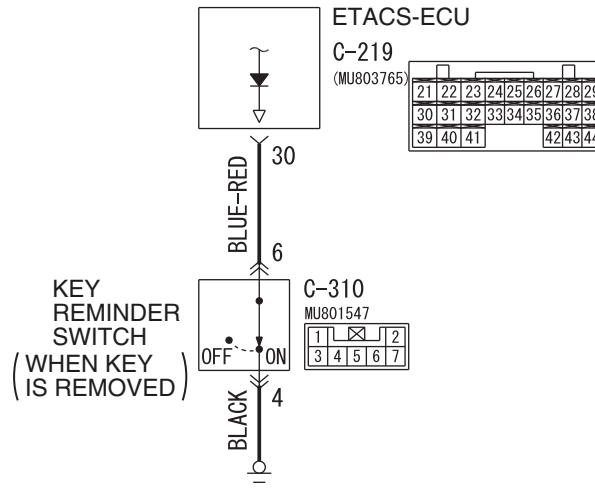 ETACS-ECU
C-219
(MU803765)
21 22 23 24 25 26 27 28 29
30 31 32 33 34 35 36 37 38
39 40 41 42 43 44
30
BLUE-RED
6
KEY
REMINDER
SWITCH
(WHEN KEY
IS REMOVED)
OFF ON
C-310
MU801547
1 2
3 4 5 6 7
4
BLACK